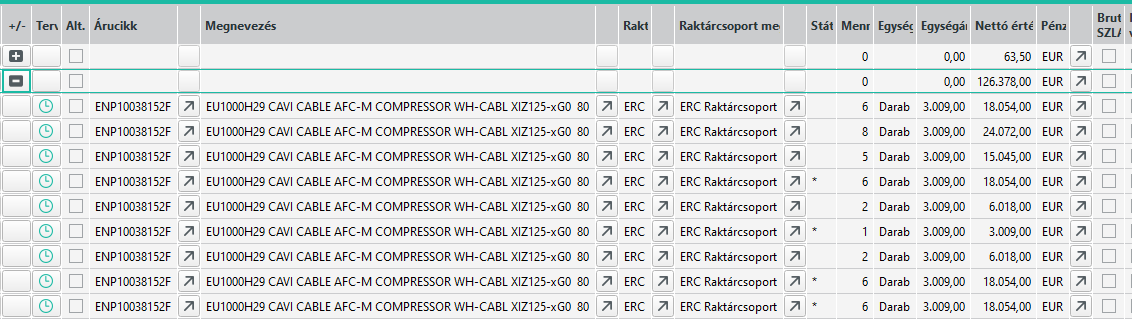 +/- Terv Alt. Árucikk Megnevezés Rakt Raktárcsoport me Stát Menn Egység Egységár Nettó érté Pénz Brut SZLA
0 0,00 63,50 EUR
0 0,00 126.378,00 EUR
ENP10038152F EU1000H29 CAVI CABLE AFC-M COMPRESSOR WH-CABL XIZ125-xG0 80 ERC ERC Raktárcsoport 6 Darab 3.009,00 18.054,00 EUR
ENP10038152F EU1000H29 CAVI CABLE AFC-M COMPRESSOR WH-CABL XIZ125-xG0 80 ERC ERC Raktárcsoport 8 Darab 3.009,00 24.072,00 EUR
ENP10038152F EU1000H29 CAVI CABLE AFC-M COMPRESSOR WH-CABL XIZ125-xG0 80 ERC ERC Raktárcsoport 5 Darab 3.009,00 15.045,00 EUR
ENP10038152F EU1000H29 CAVI CABLE AFC-M COMPRESSOR WH-CABL XIZ125-xG0 80 ERC ERC Raktárcsoport * 6 Darab 3.009,00 18.054,00 EUR
ENP10038152F EU1000H29 CAVI CABLE AFC-M COMPRESSOR WH-CABL XIZ125-xG0 80 ERC ERC Raktárcsoport 2 Darab 3.009,00 6.018,00 EUR
ENP10038152F EU1000H29 CAVI CABLE AFC-M COMPRESSOR WH-CABL XIZ125-xG0 80 ERC ERC Raktárcsoport * 1 Darab 3.009,00 3.009,00 EUR
ENP10038152F EU1000H29 CAVI CABLE AFC-M COMPRESSOR WH-CABL XIZ125-xG0 80 ERC ERC Raktárcsoport 2 Darab 3.009,00 6.018,00 EUR
ENP10038152F EU1000H29 CAVI CABLE AFC-M COMPRESSOR WH-CABL XIZ125-xG0 80 ERC ERC Raktárcsoport * 6 Darab 3.009,00 18.054,00 EUR
ENP10038152F EU1000H29 CAVI CABLE AFC-M COMPRESSOR WH-CABL XIZ125-xG0 80 ERC ERC Raktárcsoport * 6 Darab 3.009,00 18.054,00 EUR